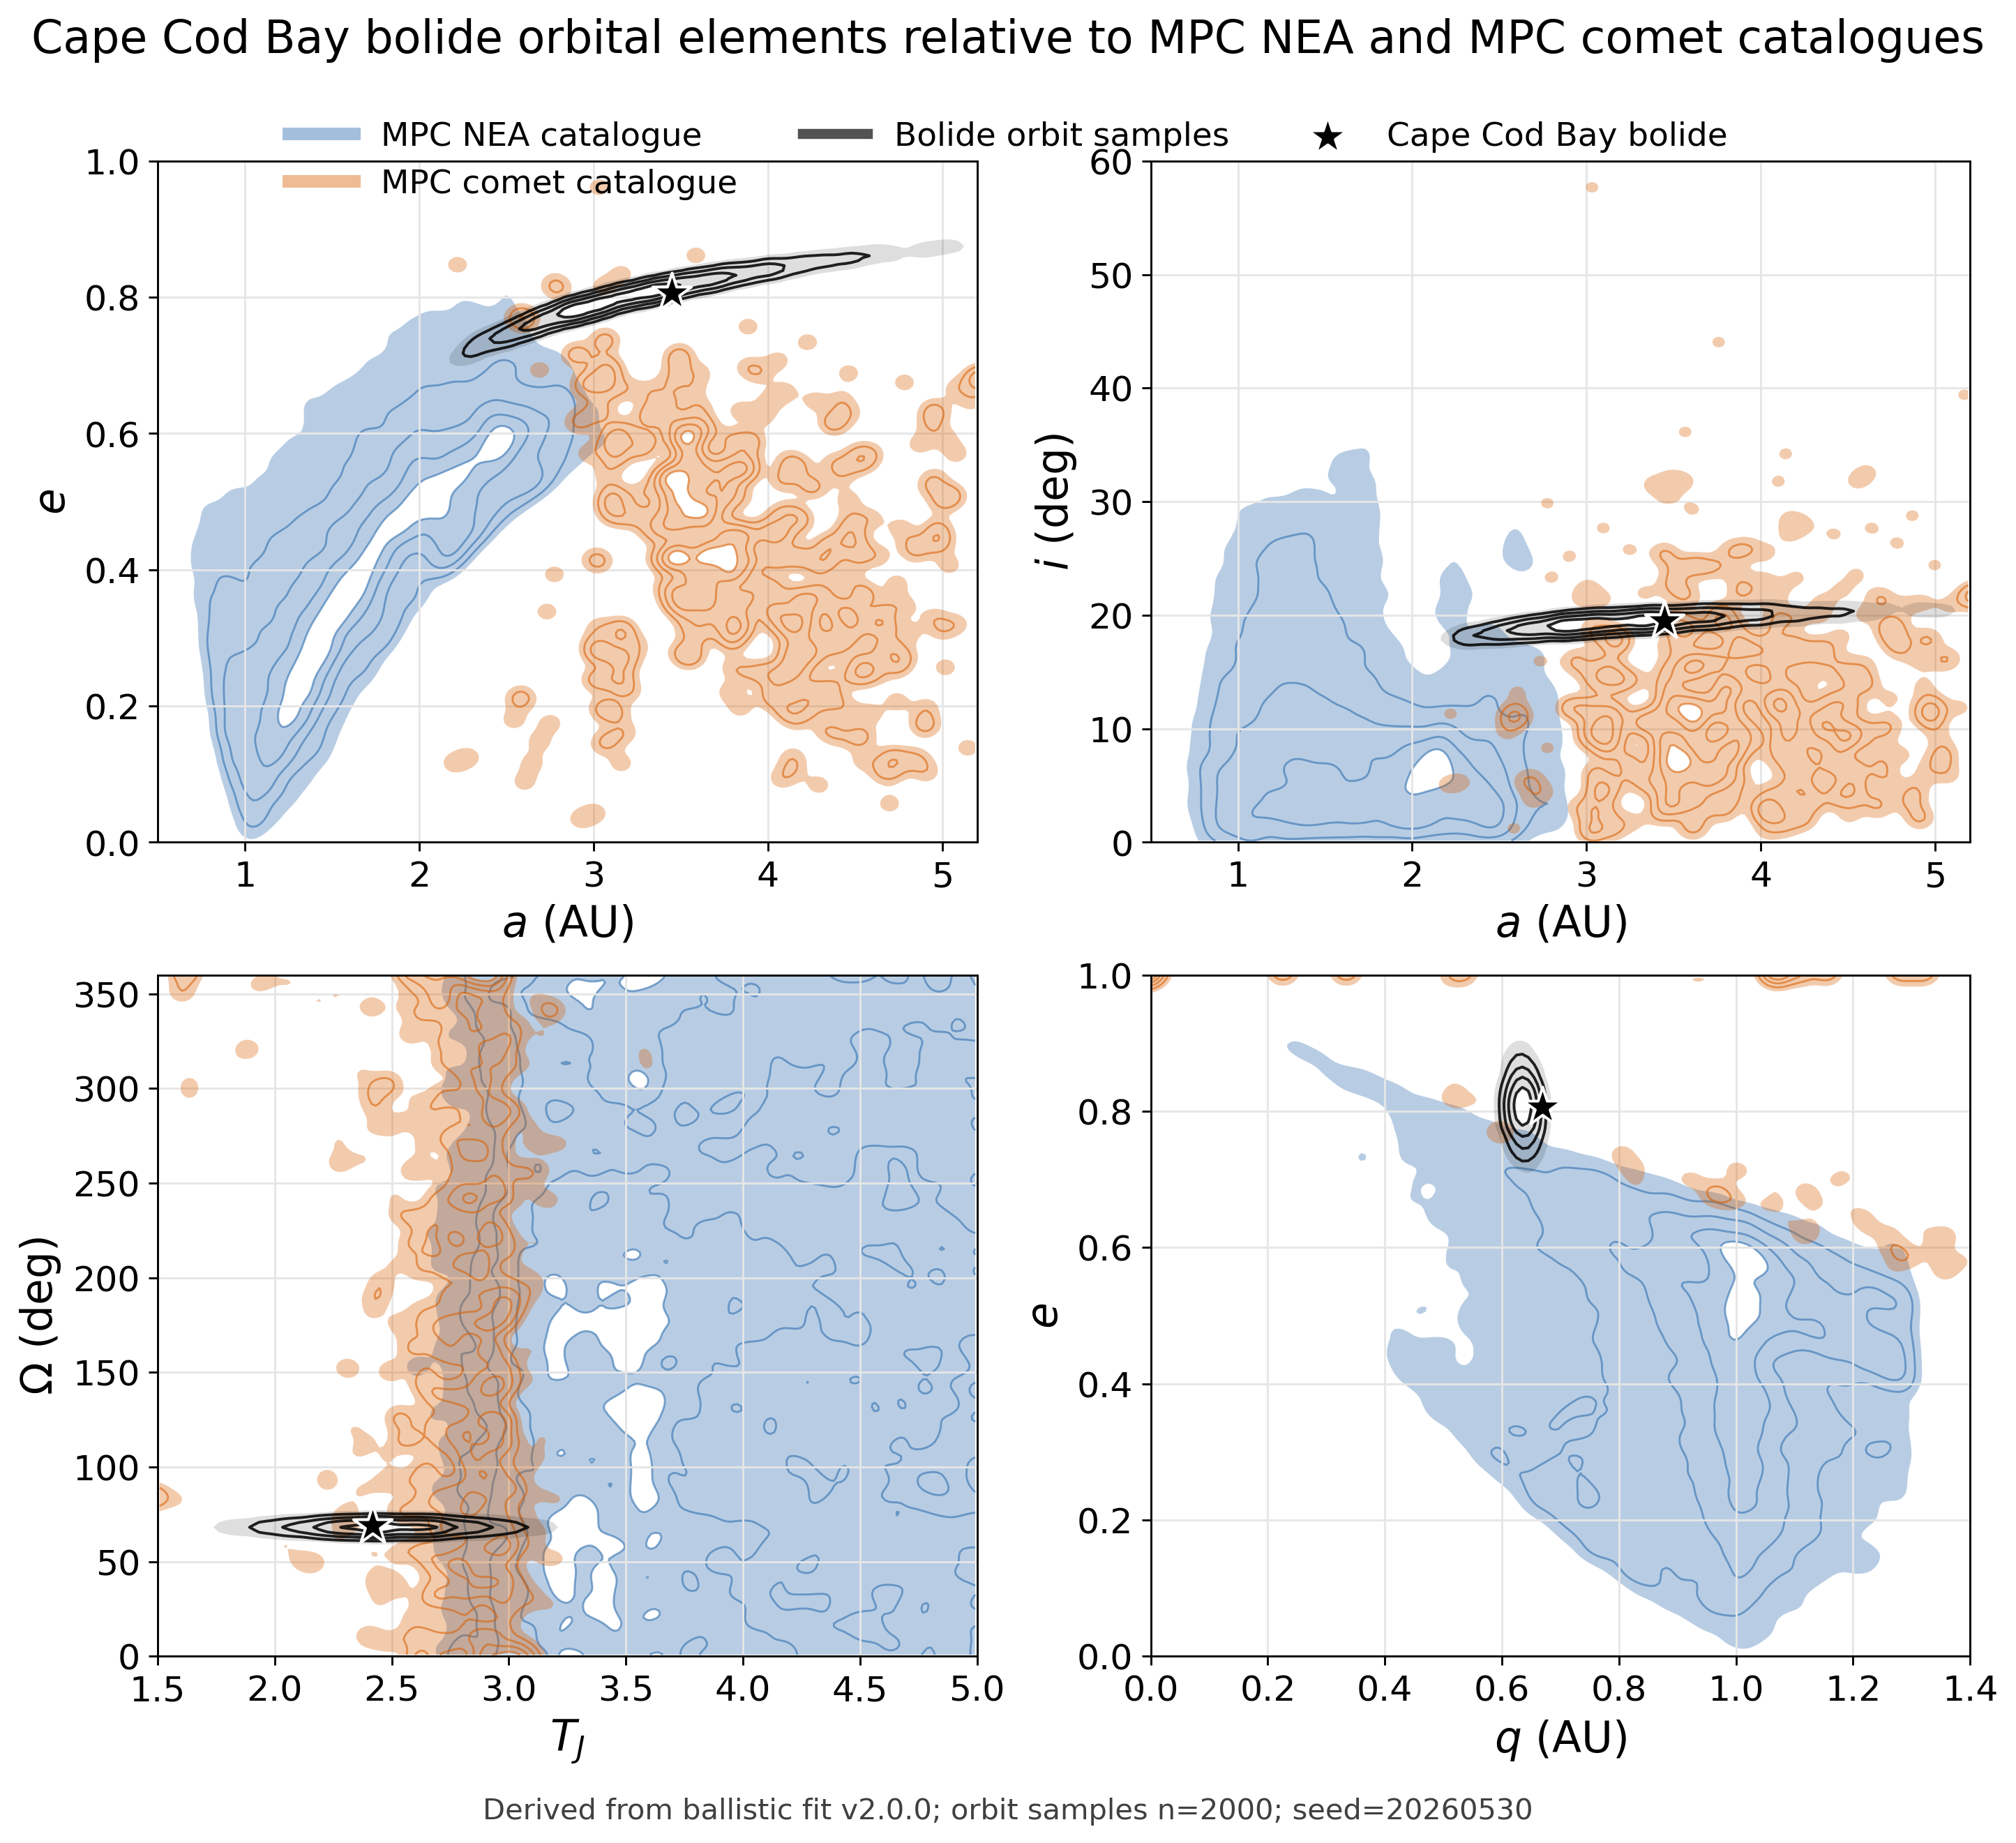 Cape Cod Bay bolide orbital elements relative to MPC NEA and MPC comet catalogues
MPC NEA catalogue
Bolide orbit samples
Cape Cod Bay bolide
MPC comet catalogue
1.0
0.8
0.6
0.4
0.2
0.0
e
1 2 3 4 5
a (AU)
60
50
40
30
20
10
0
i (deg)
1 2 3 4 5
a (AU)
350
300
250
200
150
100
50
0
Ω (deg)
1.5 2.0 2.5 3.0 3.5 4.0 4.5 5.0
T_J
1.0
0.8
0.6
0.4
0.2
0.0
e
0.0 0.2 0.4 0.6 0.8 1.0 1.2 1.4
q (AU)
Derived from ballistic fit v2.0.0; orbit samples n=2000; seed=20260530